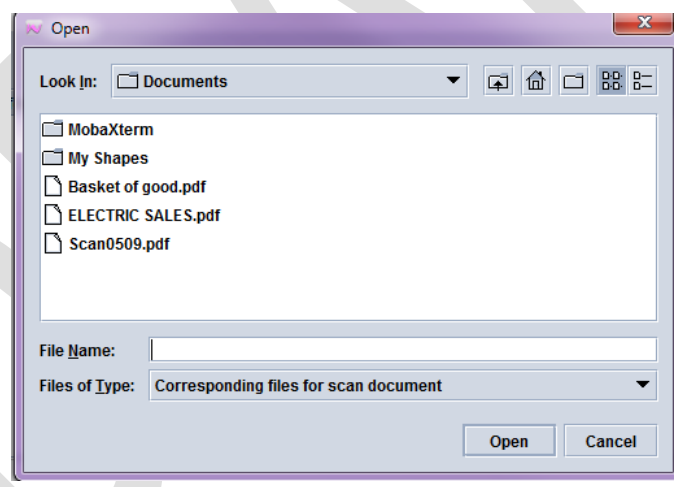 Open
Look In: Documents
MobaXterm
My Shapes
Basket of good.pdf
ELECTRIC SALES.pdf
Scan0509.pdf
File Name:
Files of Type: Corresponding files for scan document
Open Cancel